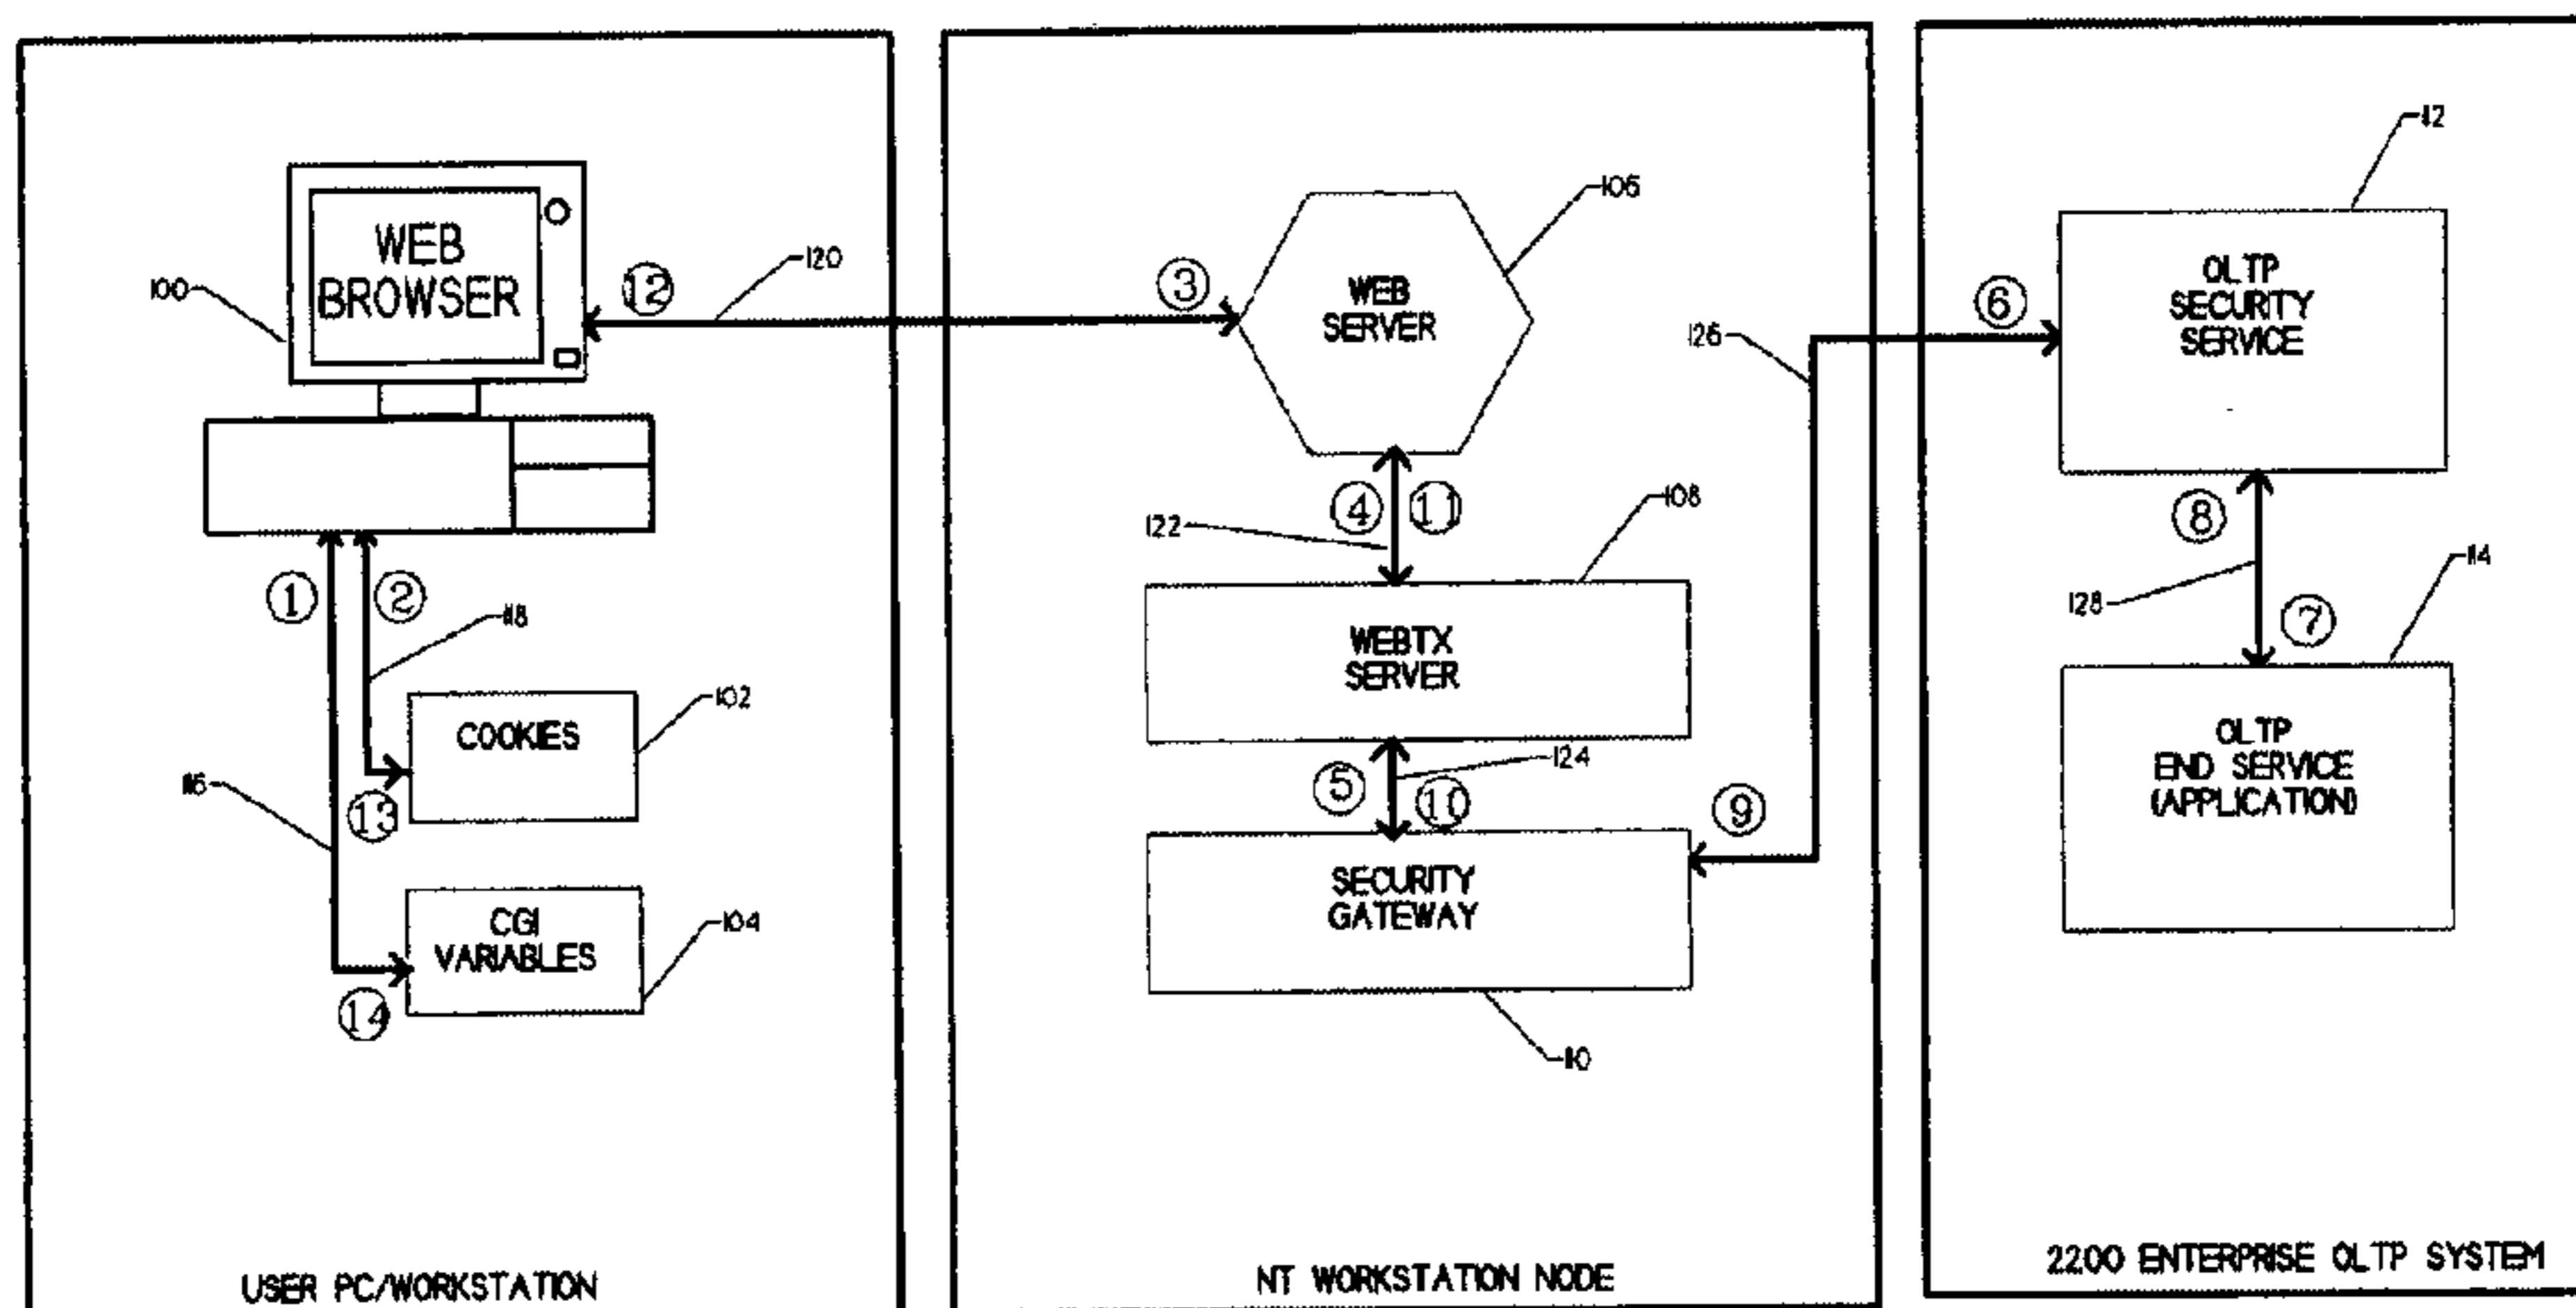 WEB
BROWSER
100
12
120
1
2
118
COOKIES
102
13
116
CGI
VARIABLES
104
14
USER PC/WORKSTATION
3
WEB
SERVER
106
4
11
122
108
WEBTX
SERVER
5
10
124
9
SECURITY
GATEWAY
110
126
NT WORKSTATION NODE
6
112
OLTP
SECURITY
SERVICE
8
128
7
114
OLTP
END SERVICE
(APPLICATION)
2200 ENTERPRISE OLTP SYSTEM